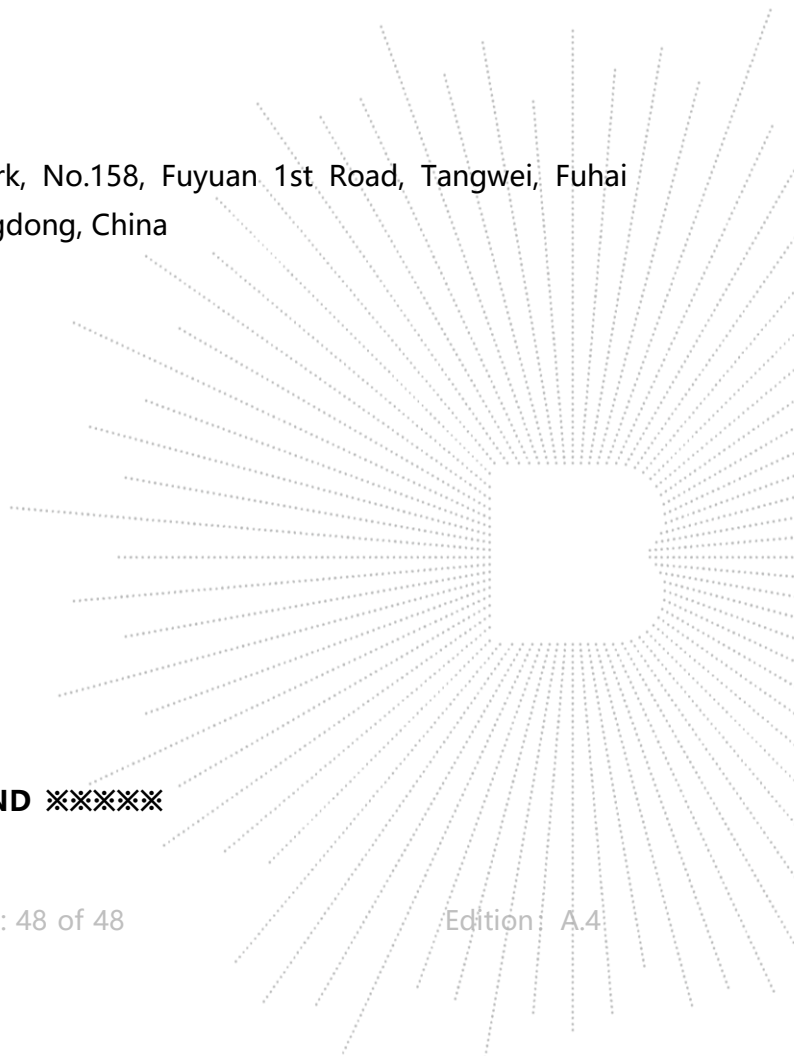 rk, No.158, Fuyuan 1st Road, Tangwei, Fuhai
gdong, China
ND ※※※※※
: 48 of 48 Edition: A.4